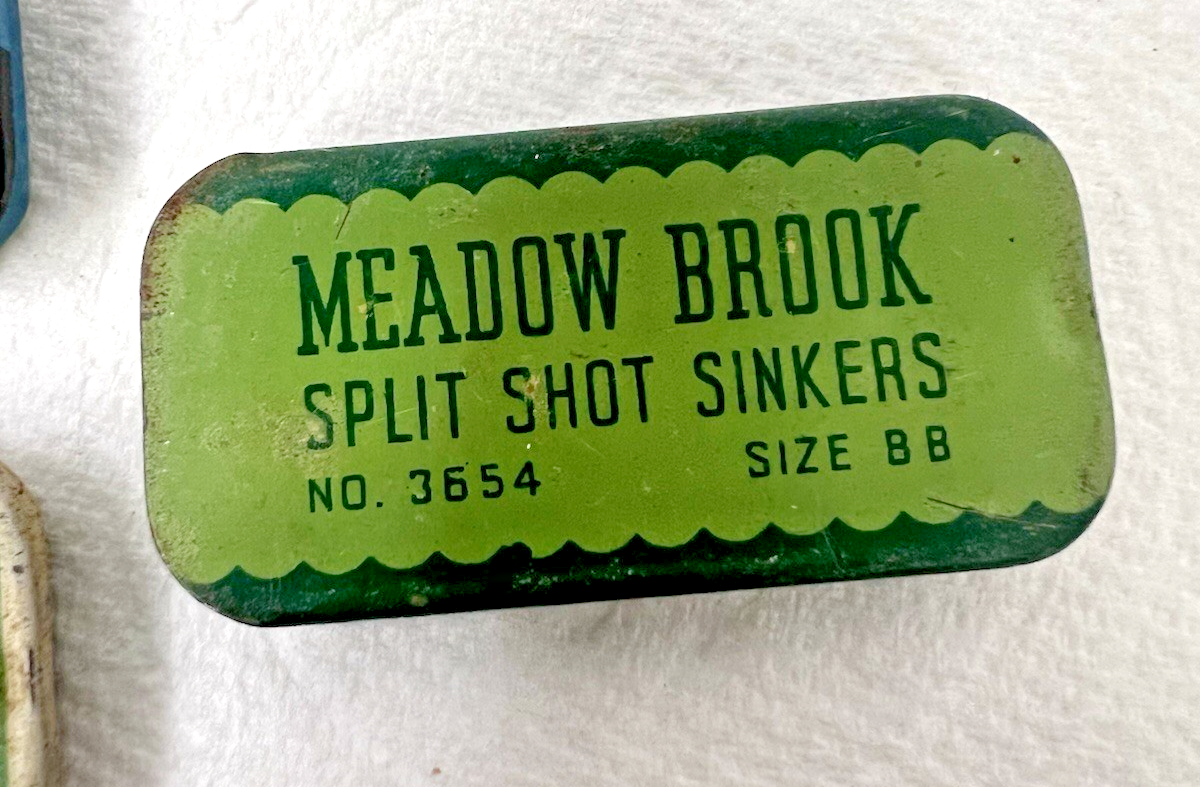 MEADOW BROOK
SPLIT SHOT SINKERS
NO. 3654 SIZE BB